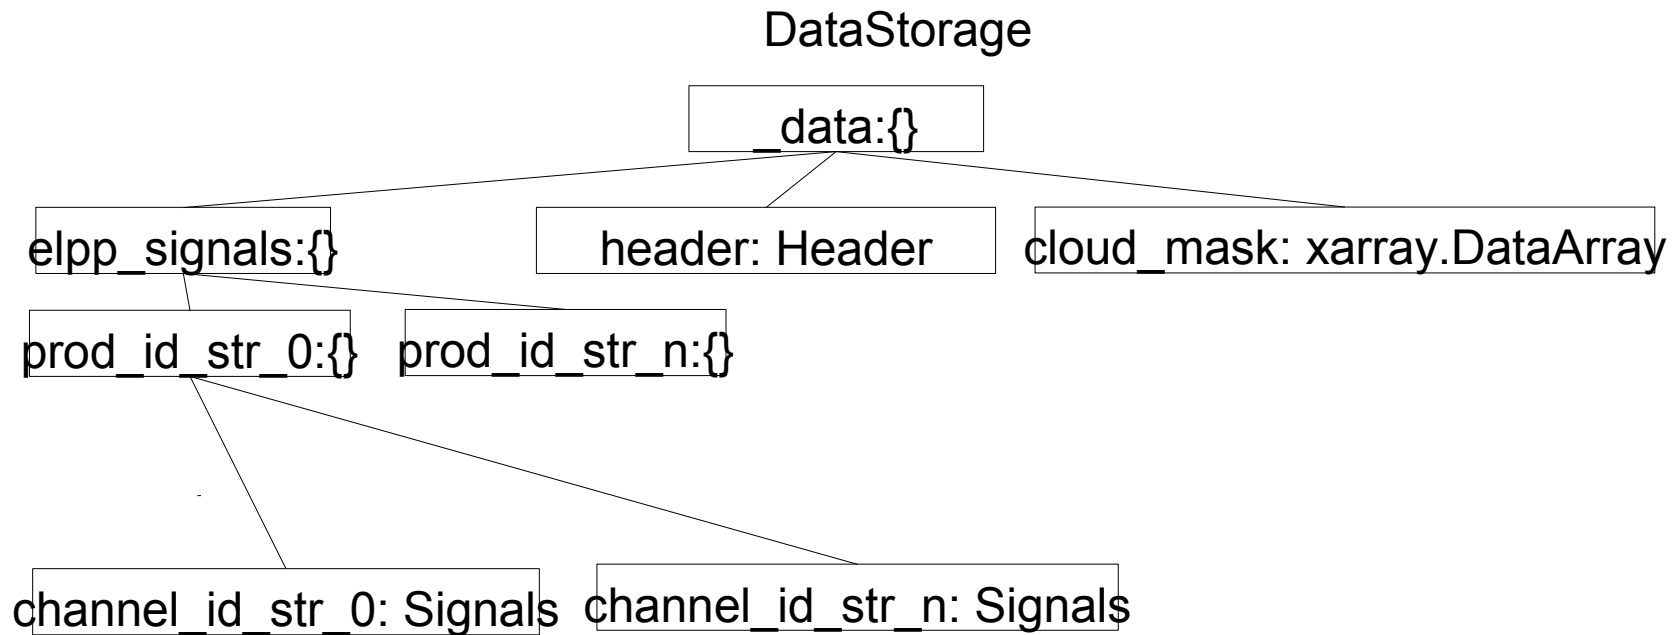 DataStorage
_data:{}
elpp_signals:{}
header: Header
cloud_mask: xarray.DataArray
prod_id_str_0:{}
prod_id_str_n:{}
channel_id_str_0: Signals
channel_id_str_n: Signals